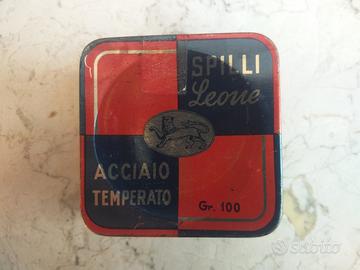 SPILLI
Leone
ACCIAIO
TEMPERATO
Gr. 100
Subito